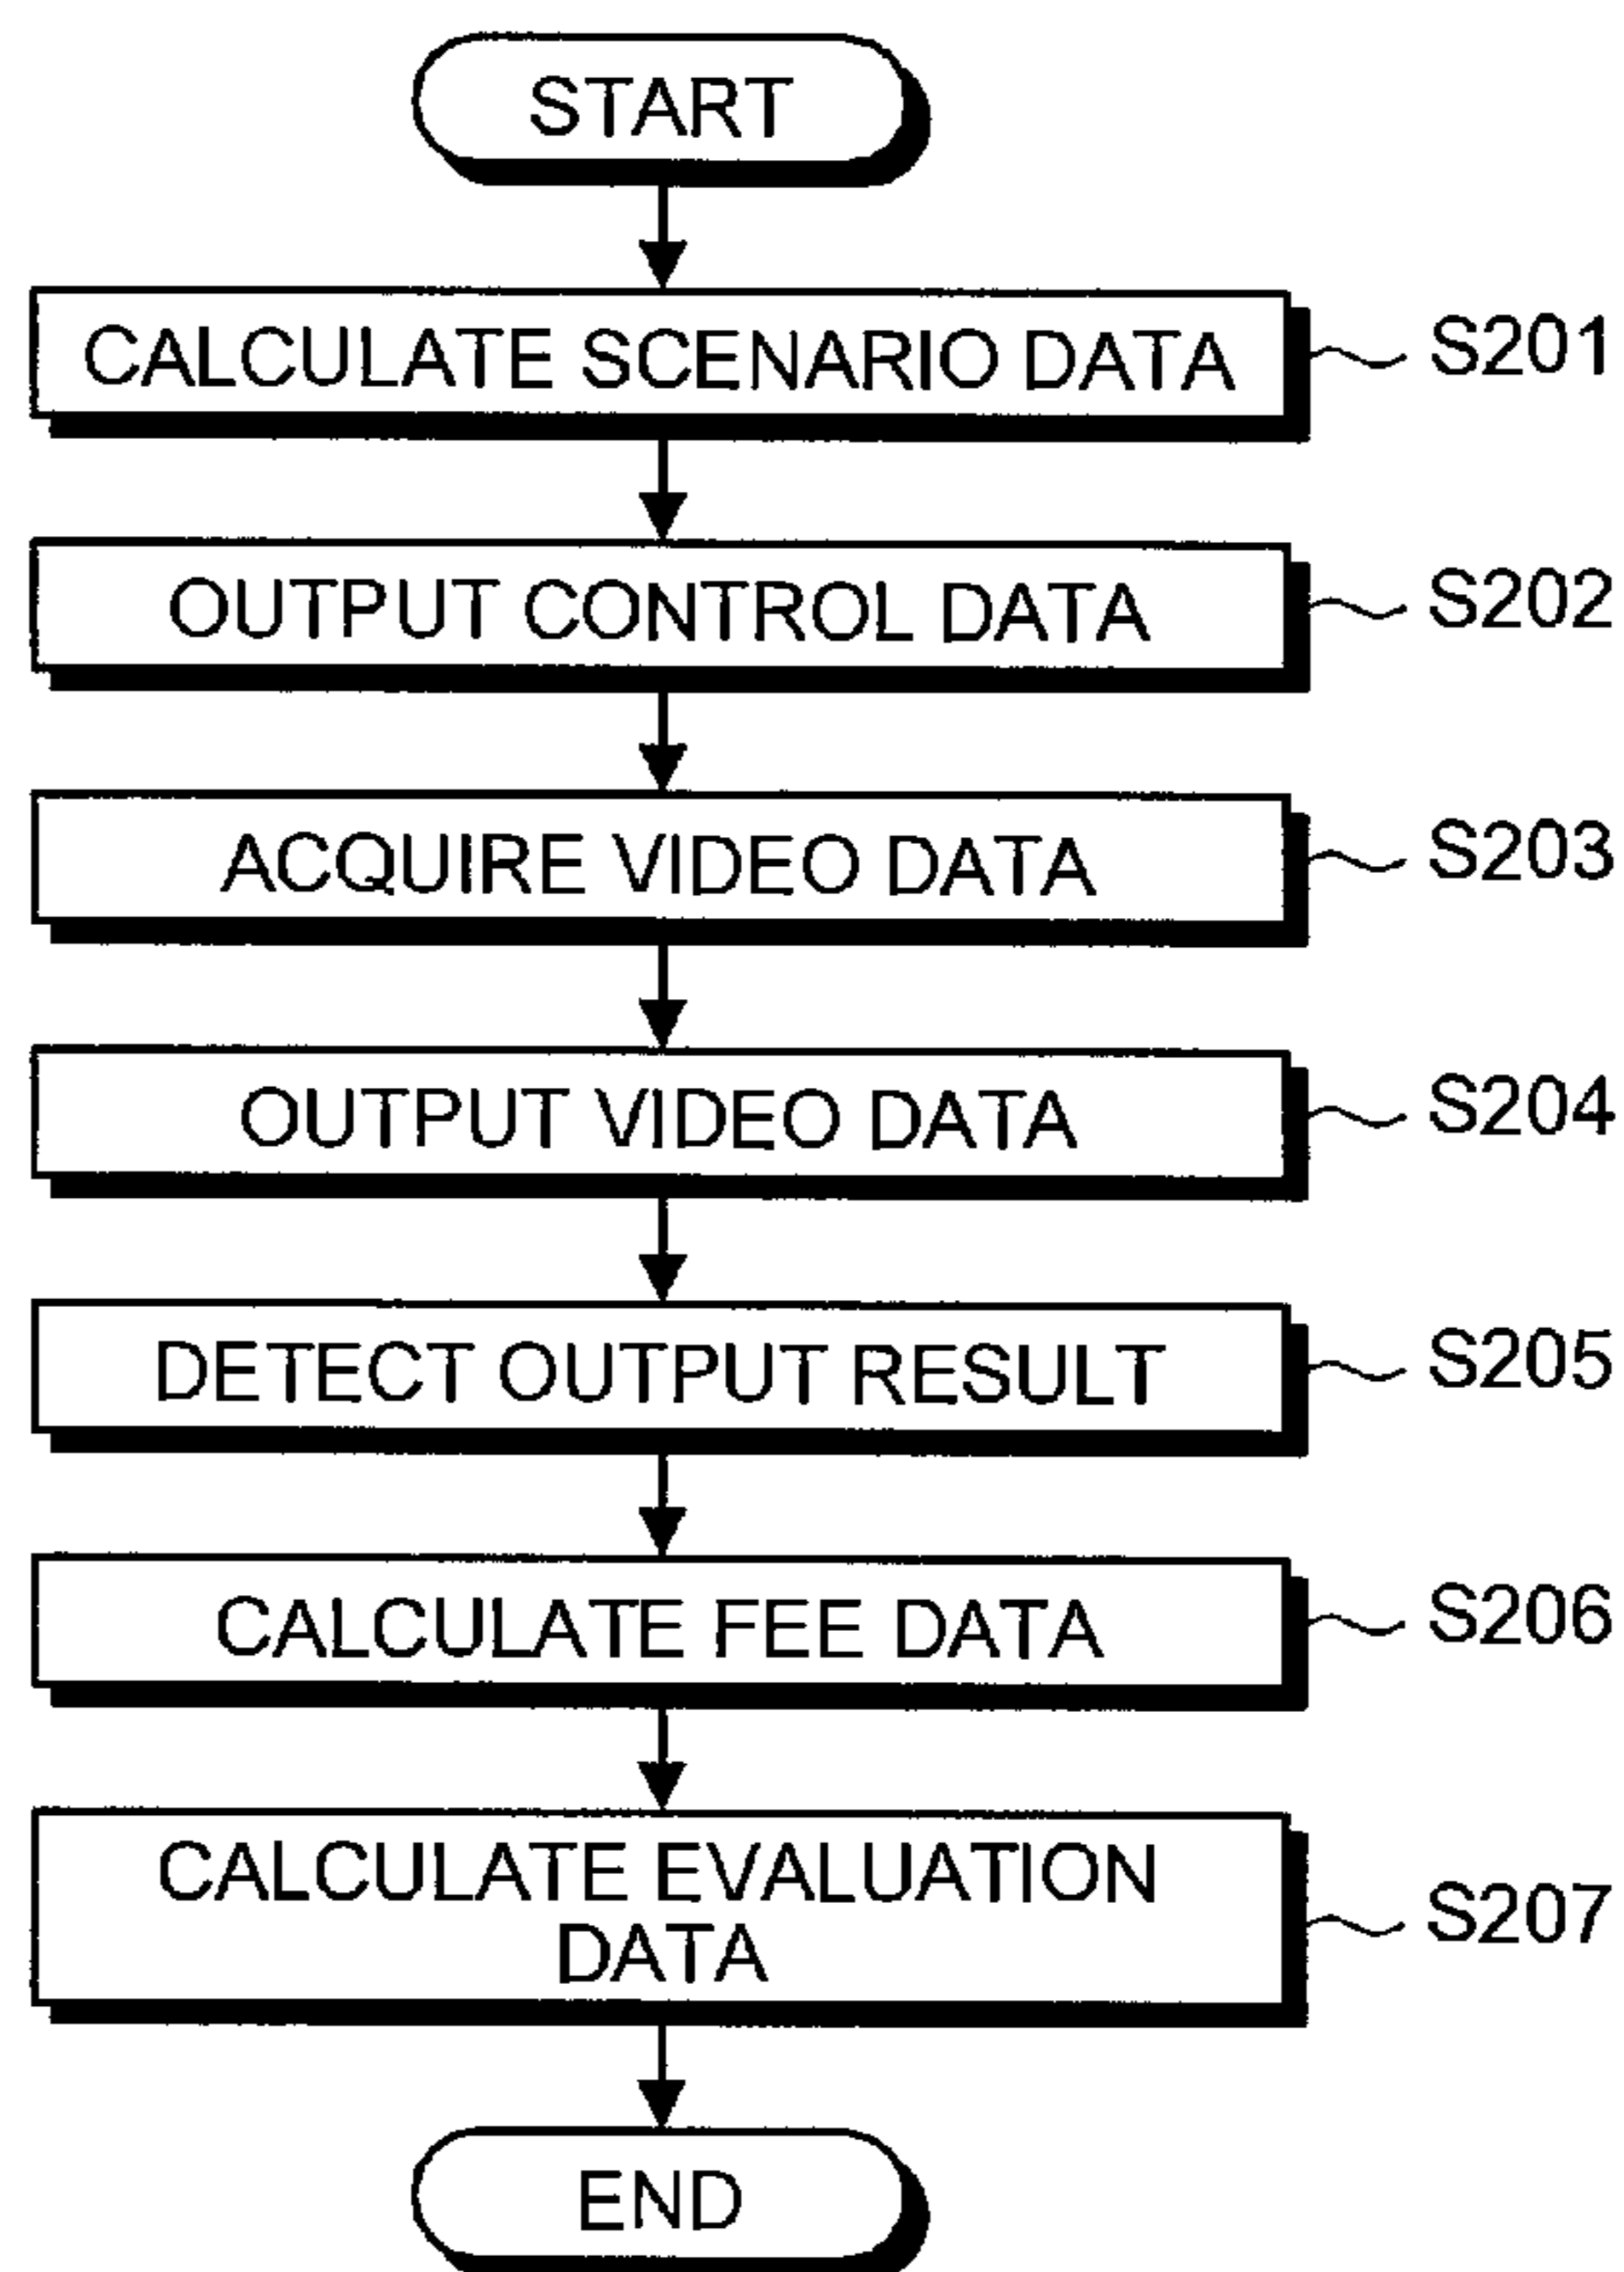 START
CALCULATE SCENARIO DATA S201
OUTPUT CONTROL DATA S202
ACQUIRE VIDEO DATA S203
OUTPUT VIDEO DATA S204
DETECT OUTPUT RESULT S205
CALCULATE FEE DATA S206
CALCULATE EVALUATION
DATA
S207
END